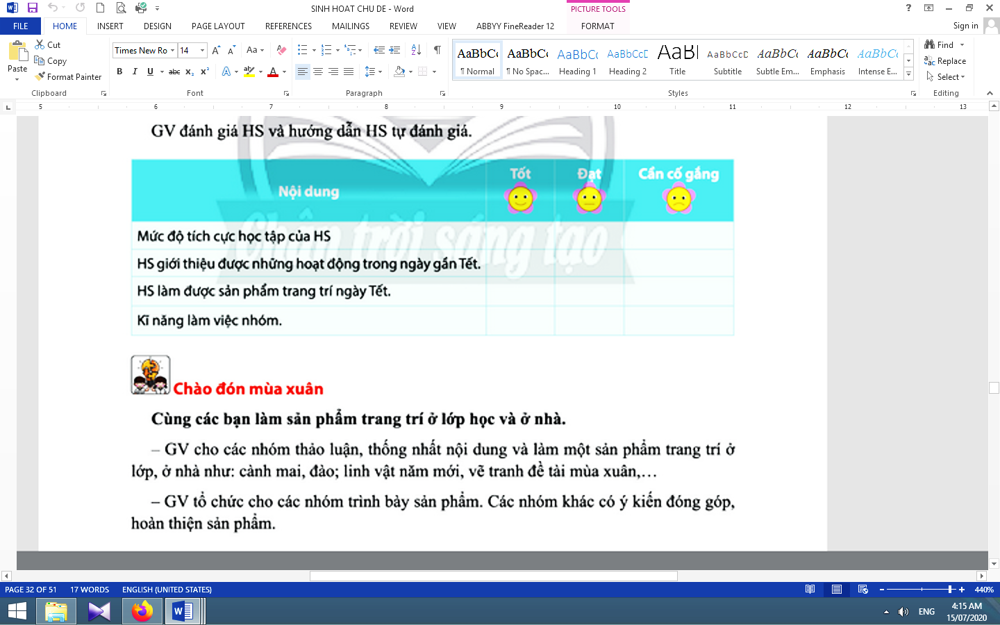 SINH HOAT CHU DE - Word
PICTURE TOOLS
FILE HOME INSERT DESIGN PAGE LAYOUT REFERENCES MAILINGS REVIEW VIEW ABBYY FineReader 12 FORMAT Sign in
Cut
Copy
Format Painter
Paste
Clipboard
Times New Ro 14
Font
Paragraph
AaBbCc AaBbCc AaBbCc AaBbCcD AaBl AaBbCcD AaBbCc AaBbCc AaBbCc
¶ Normal ¶ No Spac... Heading 1 Heading 2 Title Subtitle Subtle Em... Emphasis Intense E...
Styles
Find
Replace
Select
Editing
5 6 7 8 9 10 11 12 13
GV đánh giá HS và hướng dẫn HS tự đánh giá.
Nội dung Tốt Đạt Cần cố gắng
Chân trời sáng tạo
Mức độ tích cực học tập của HS
HS giới thiệu được những hoạt động trong ngày gần Tết.
HS làm được sản phẩm trang trí ngày Tết.
Kĩ năng làm việc nhóm.
Chào đón mùa xuân
Cùng các bạn làm sản phẩm trang trí ở lớp học và ở nhà.
– GV cho các nhóm thảo luận, thống nhất nội dung và làm một sản phẩm trang trí ở
lớp, ở nhà như: cành mai, đào; linh vật năm mới, vẽ tranh đề tài mùa xuân,…
– GV tổ chức cho các nhóm trình bày sản phẩm. Các nhóm khác có ý kiến đóng góp,
hoàn thiện sản phẩm.
PAGE 32 OF 51 17 WORDS ENGLISH (UNITED STATES) 440%
ENG
4:15 AM
15/07/2020